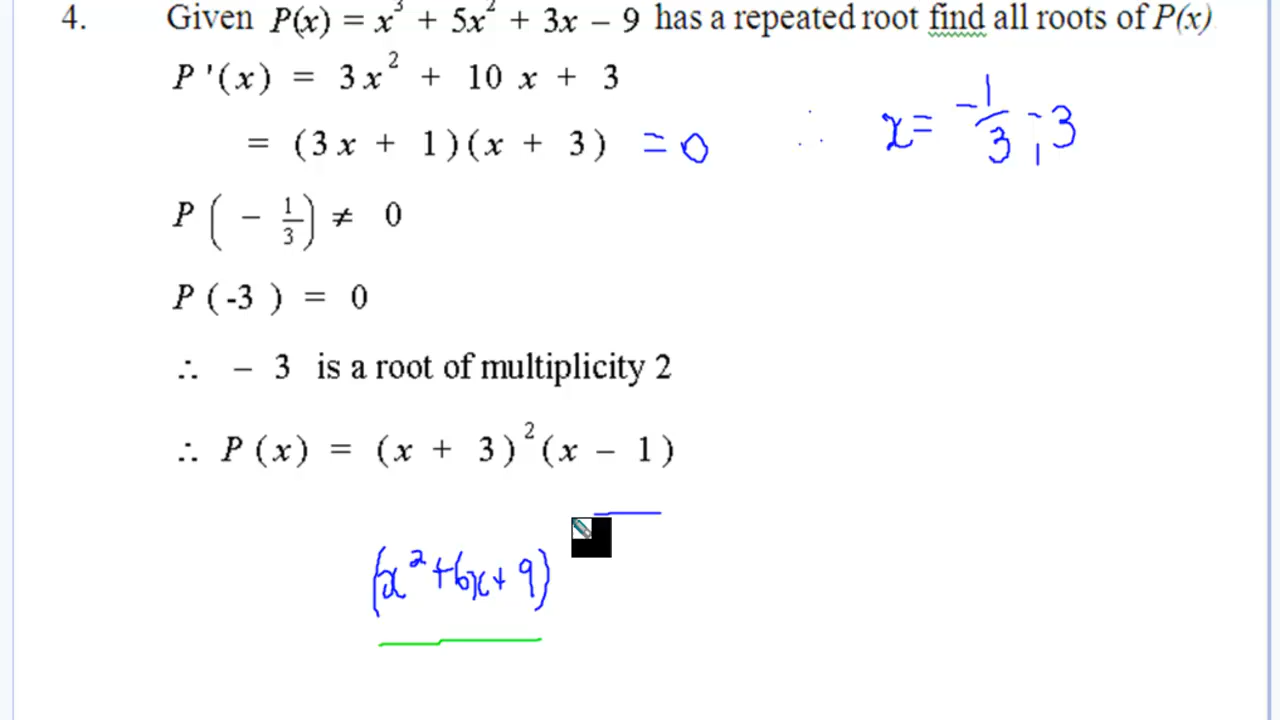 4. Given P(x) = x³ + 5x² + 3x – 9 has a repeated root find all roots of P(x)
P '(x) = 3x² + 10 x + 3
= (3x + 1)(x + 3) = 0 ∴ x = -1/3, -3
P(– 1/3) ≠ 0
P(-3) = 0
∴ – 3 is a root of multiplicity 2
∴ P(x) = (x + 3)²(x – 1)
(x² + 6x + 9)